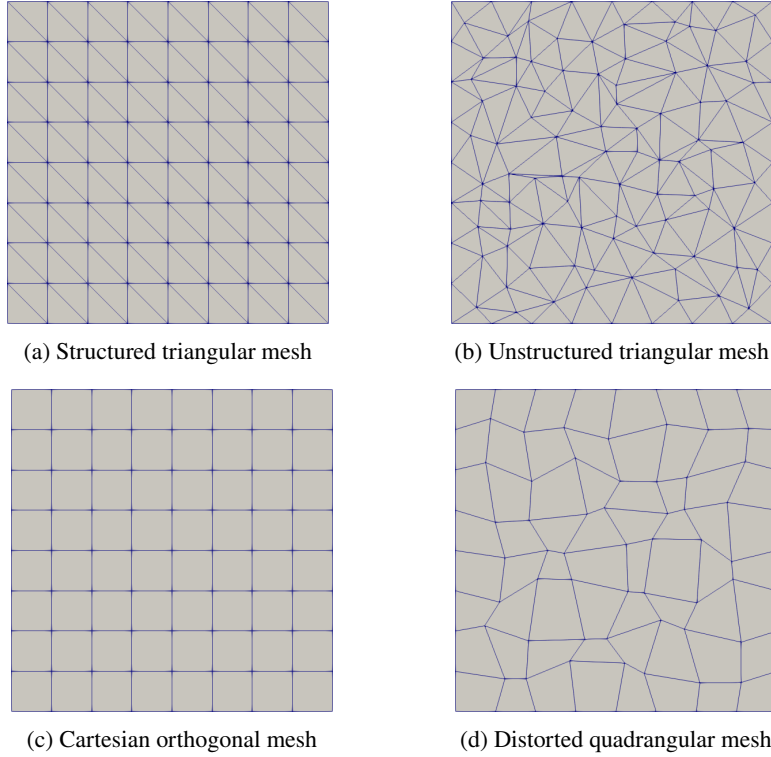 (a) Structured triangular mesh
(b) Unstructured triangular mesh
(c) Cartesian orthogonal mesh
(d) Distorted quadrangular mesh